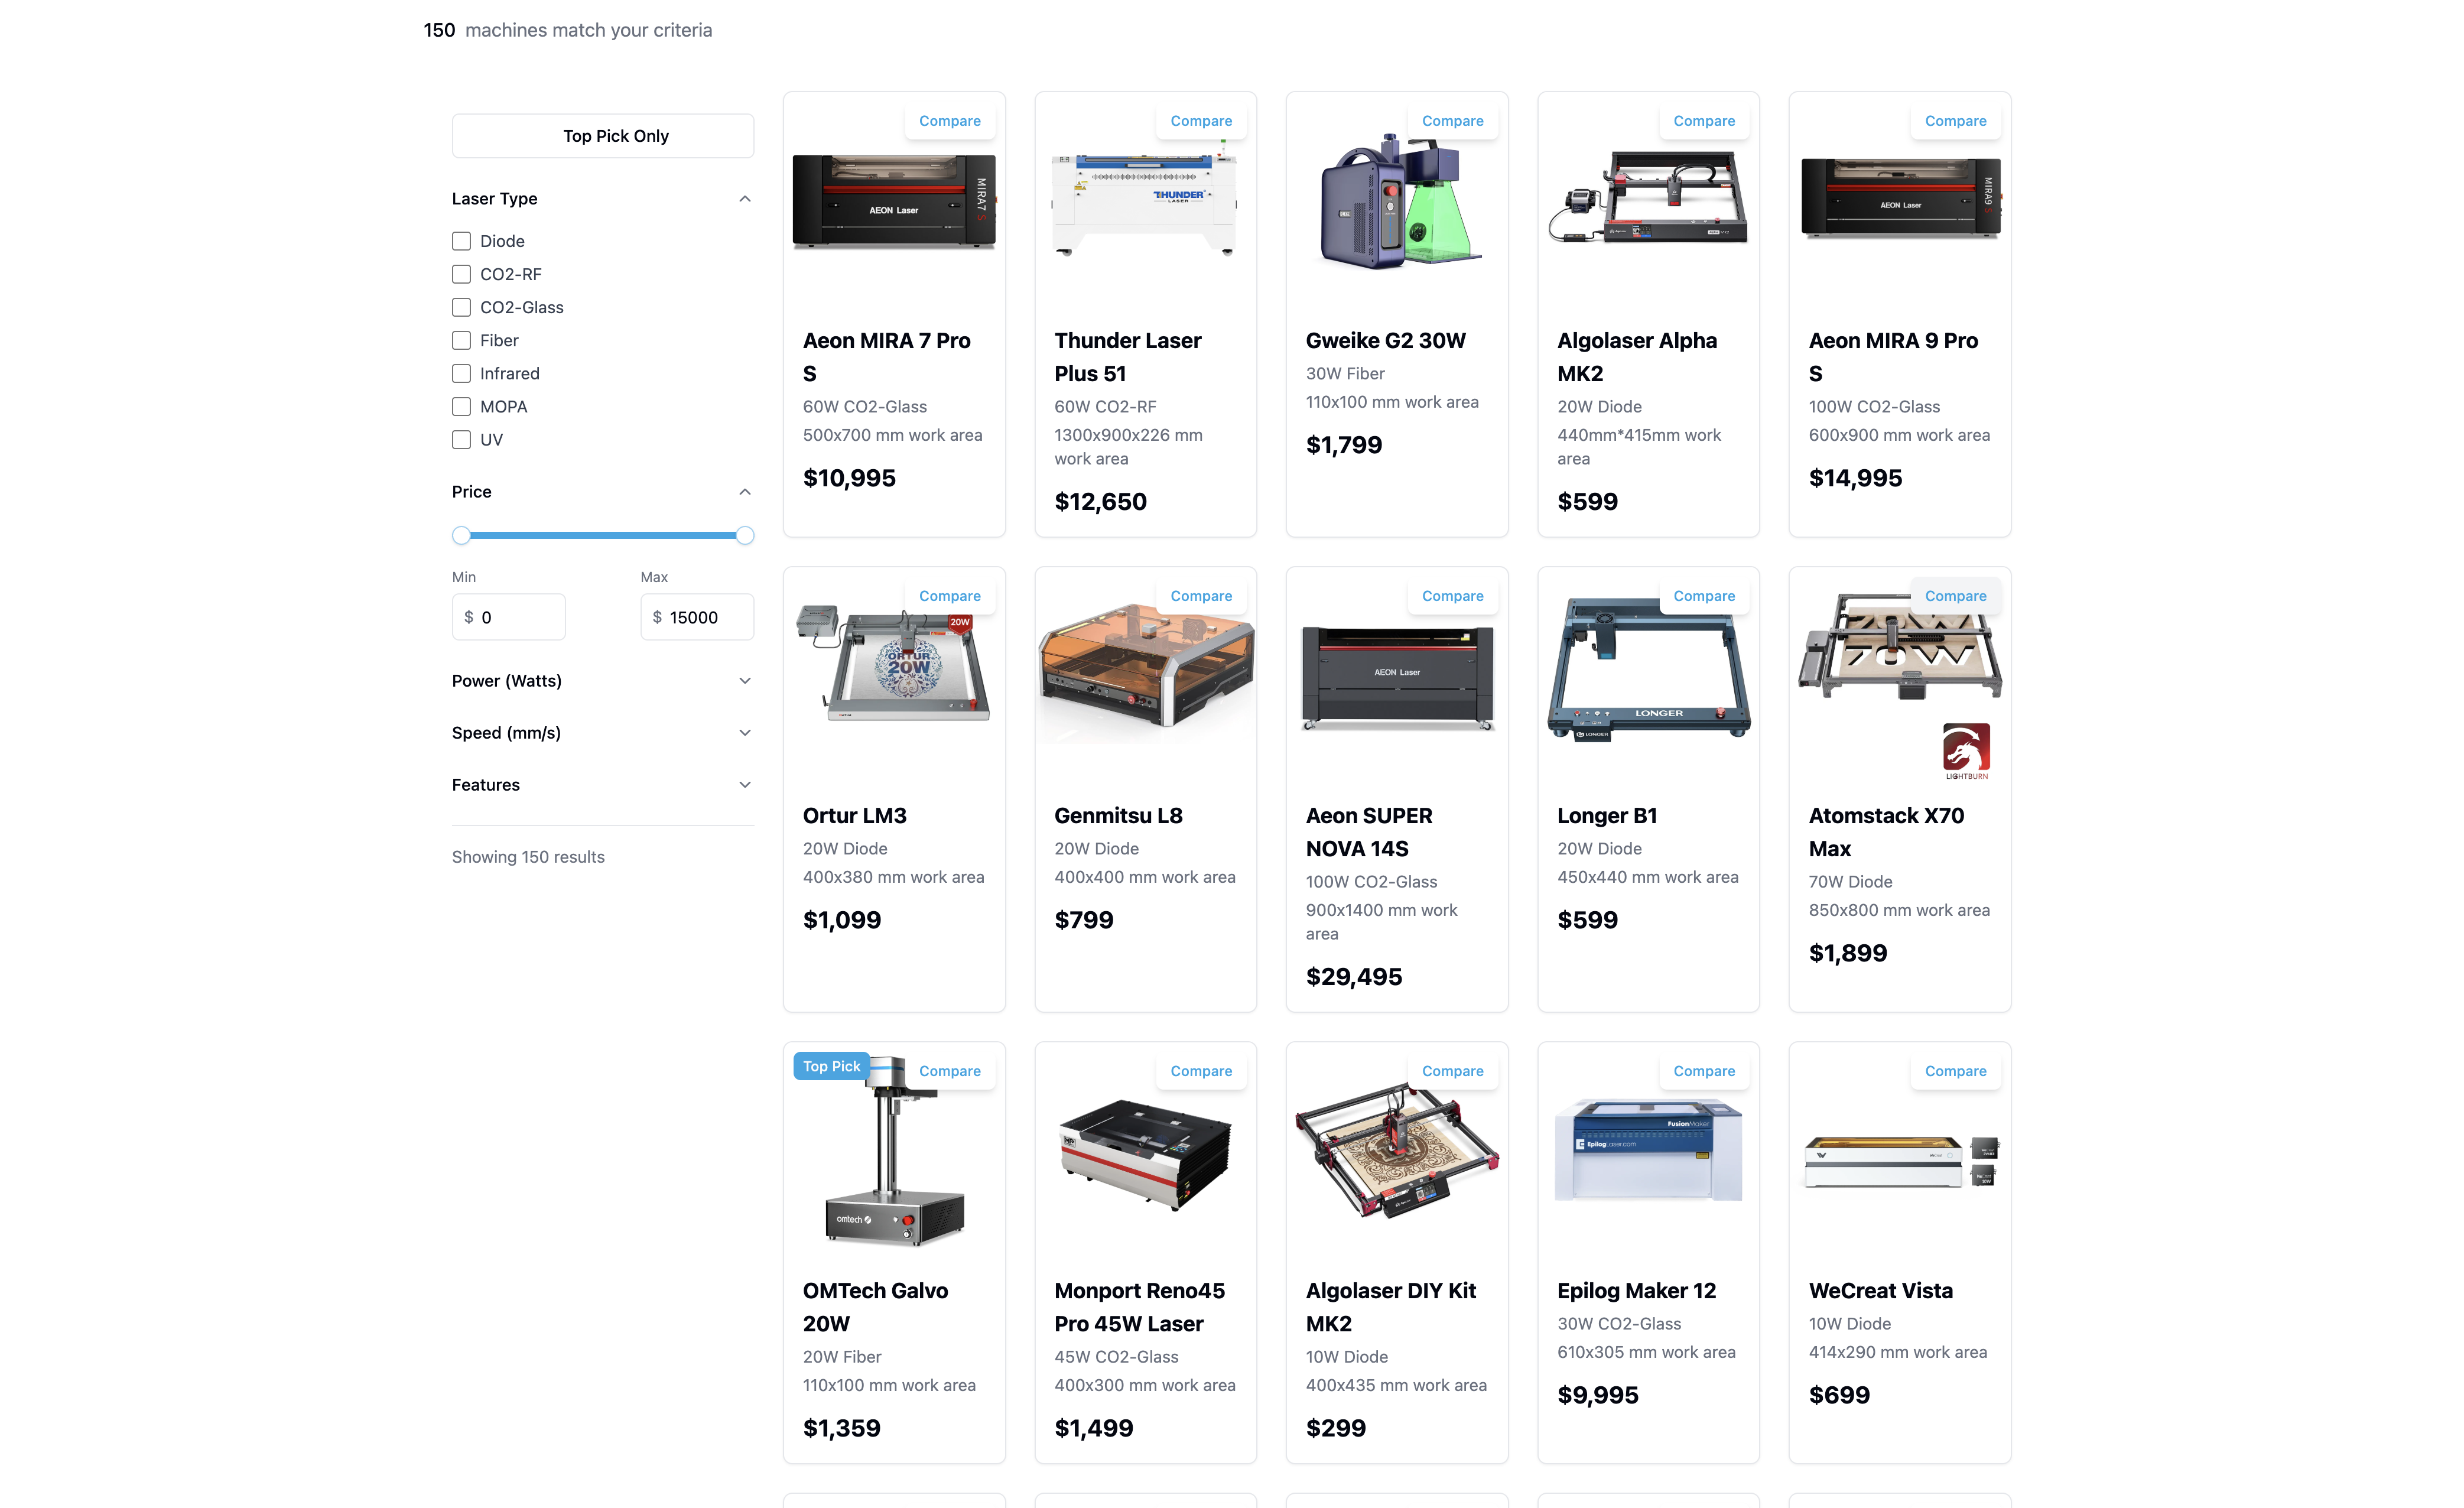 150 machines match your criteria
Top Pick Only
Laser Type
Diode
CO2-RF
CO2-Glass
Fiber
Infrared
MOPA
UV
Price
Min
Max
$ 0
$ 15000
Power (Watts)
Speed (mm/s)
Features
Showing 150 results
Compare
AEON Laser
MIRA7 S
Aeon MIRA 7 Pro
S
60W CO2-Glass
500x700 mm work area
$10,995
Compare
THUNDER
LASER
Thunder Laser
Plus 51
60W CO2-RF
1300x900x226 mm
work area
$12,650
Compare
Gweike G2 30W
30W Fiber
110x100 mm work area
$1,799
Compare
Algolaser Alpha
MK2
20W Diode
440mm*415mm work
area
$599
Compare
AEON Laser
MIRA9 S
Aeon MIRA 9 Pro
S
100W CO2-Glass
600x900 mm work area
$14,995
Compare
20W
ORTUR
20W
Ortur LM3
20W Diode
400x380 mm work area
$1,099
Compare
Genmitsu L8
20W Diode
400x400 mm work area
$799
Compare
AEON Laser
Aeon SUPER
NOVA 14S
100W CO2-Glass
900x1400 mm work
area
$29,495
Compare
LONGER
LONGER
Longer B1
20W Diode
450x440 mm work area
$599
Compare
70W
LIGHTBURN
Atomstack X70
Max
70W Diode
850x800 mm work area
$1,899
Top Pick
Compare
omtech
OMTech Galvo
20W
20W Fiber
110x100 mm work area
$1,359
Compare
Monport Reno45
Pro 45W Laser
45W CO2-Glass
400x300 mm work area
$1,499
Compare
Algolaser DIY Kit
MK2
10W Diode
400x435 mm work area
$299
Compare
FusionMaker
EpilogLaser.com
Epilog Maker 12
30W CO2-Glass
610x305 mm work area
$9,995
Compare
WeCreat Vista
10W Diode
414x290 mm work area
$699